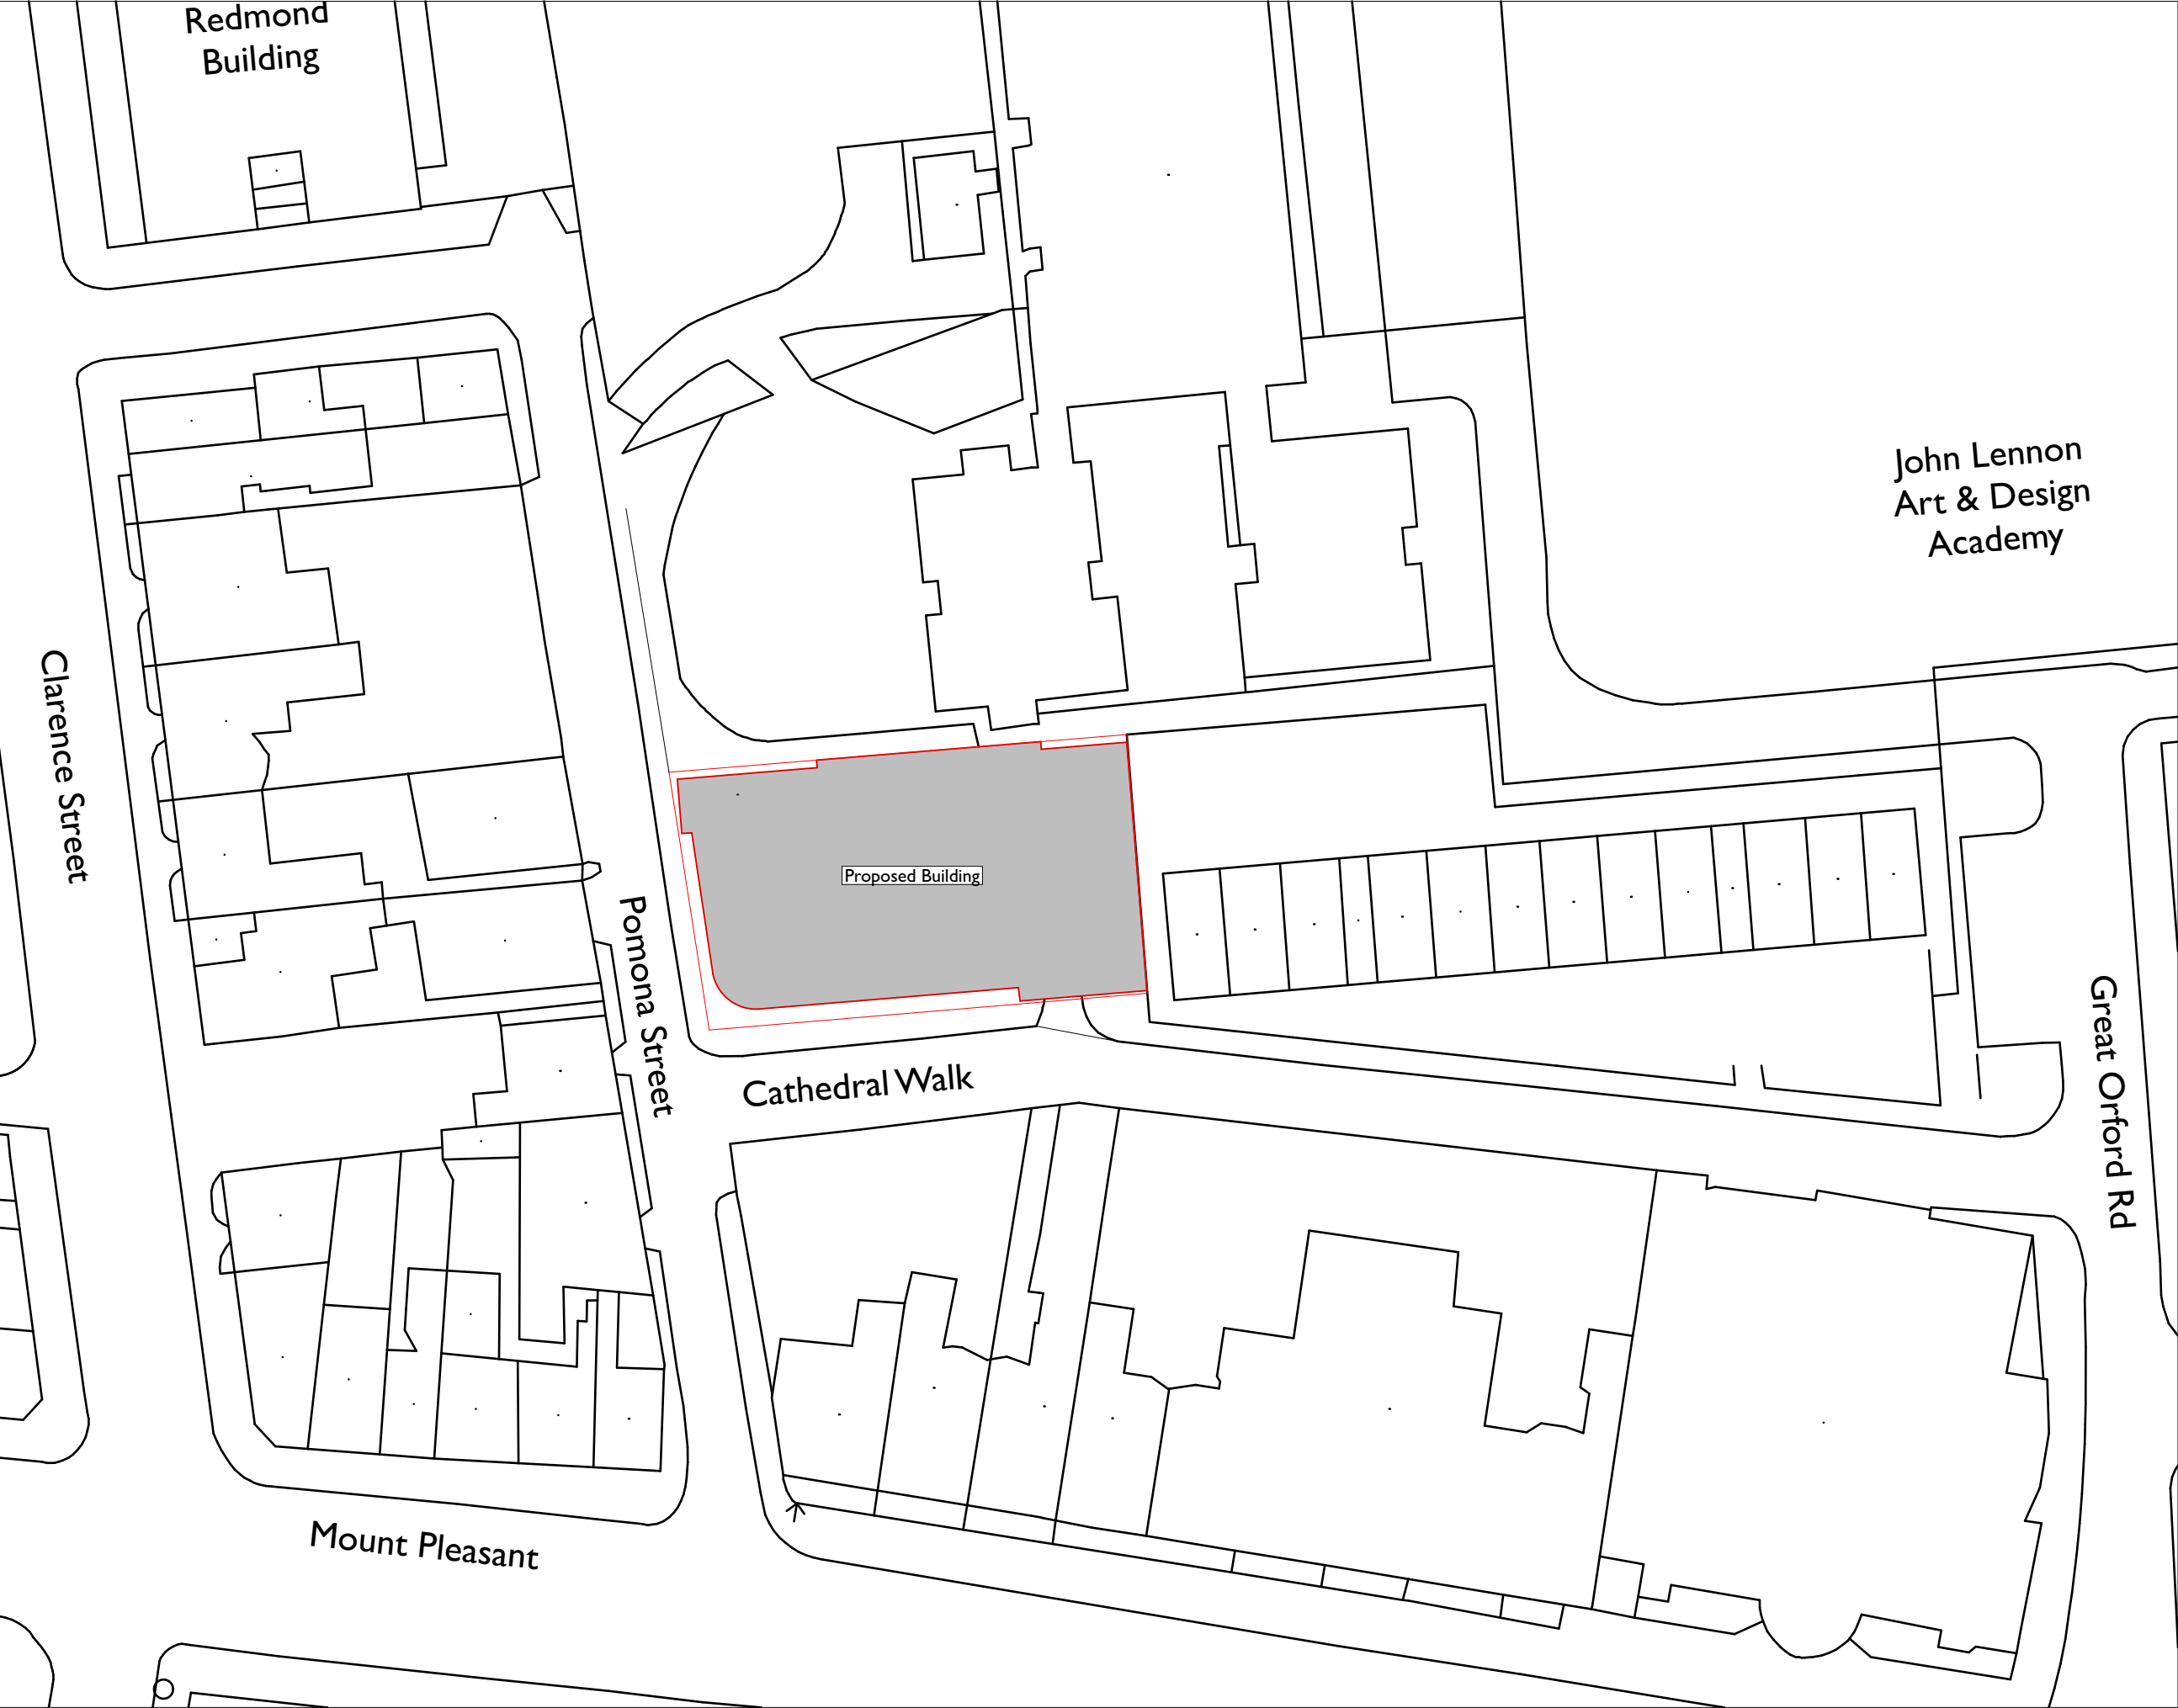 Redmond
Building
John Lennon
Art & Design
Academy
Clarence Street
Proposed Building
Pomona Street
Cathedral Walk
Great Orford Rd
Mount Pleasant